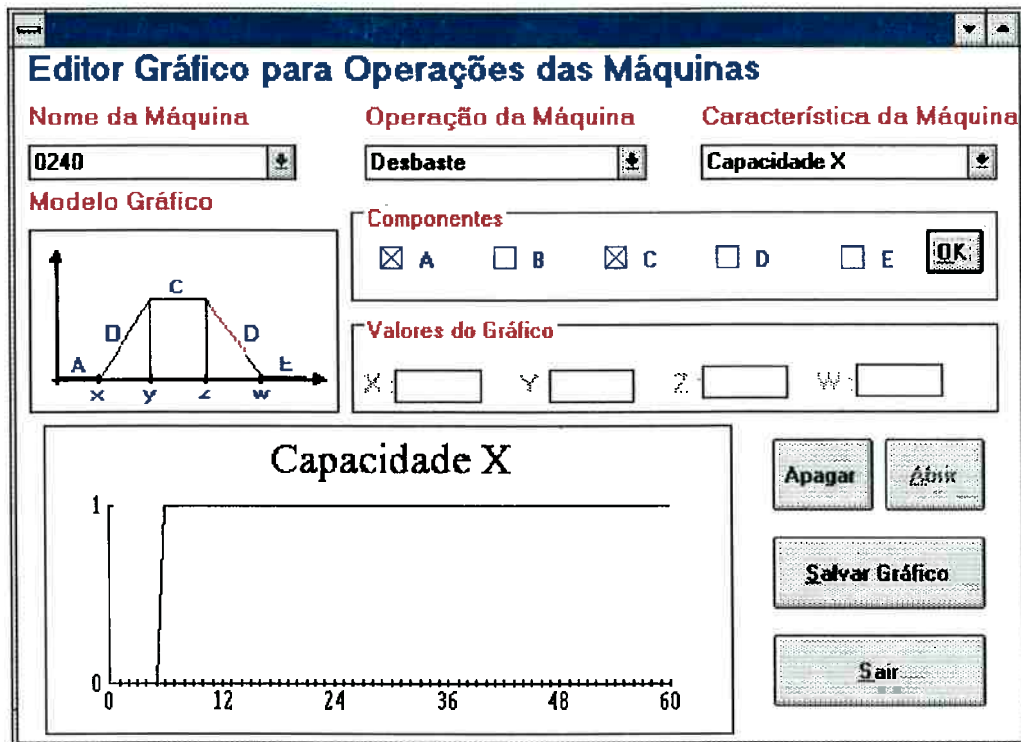 Editor Gráfico para Operações das Máquinas
Nome da Máquina
Operação da Máquina
Característica da Máquina
0240
Desbaste
Capacidade X
Modelo Gráfico
Componentes
A
B
C
D
E
OK
C
D
D
A
E
x
y
z
w
Valores do Gráfico
X:
Y
Z:
W:
Capacidade X
1
0
0
12
24
36
48
60
Apagar
Abrir
Salvar Gráfico
Sair